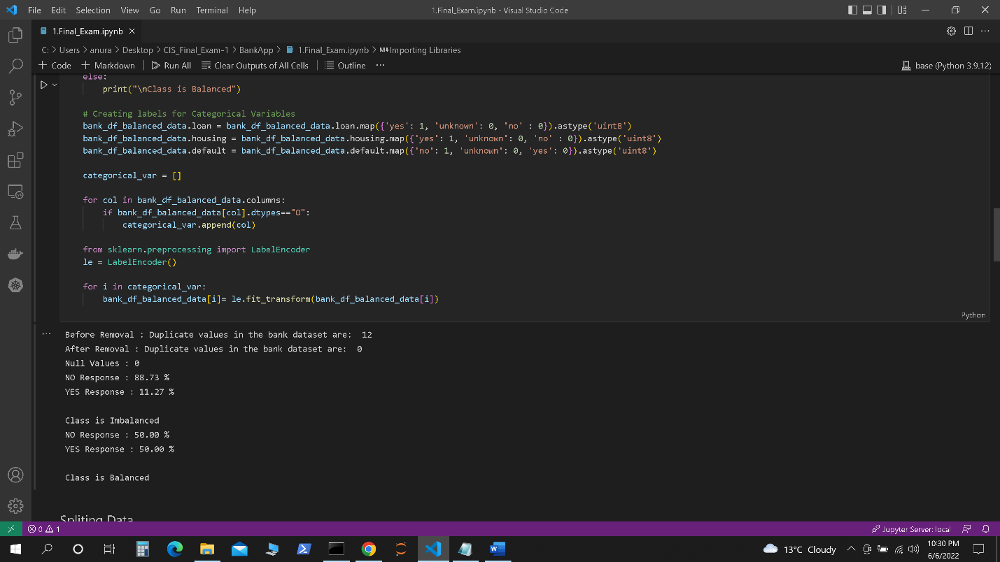 File Edit Selection View Go Run Terminal Help
1.Final_Exam.ipynb - Visual Studio Code
1.Final_Exam.ipynb
C: > Users > anura > Desktop > CIS_Final_Exam-1 > BankApp > 1.Final_Exam.ipynb > M↓Importing Libraries
+ Code + Markdown | Run All Clear Outputs of All Cells | Outline ...
base (Python 3.9.12)
else:
print("\nClass is Balanced")
# Creating labels for Categorical Variables
bank_df_balanced_data.loan = bank_df_balanced_data.loan.map({'yes': 1, 'unknown': 0, 'no' : 0}).astype('uint8')
bank_df_balanced_data.housing = bank_df_balanced_data.housing.map({'yes': 1, 'unknown': 0, 'no' : 0}).astype('uint8')
bank_df_balanced_data.default = bank_df_balanced_data.default.map({'no': 1, 'unknown': 0, 'yes': 0}).astype('uint8')
categorical_var = []
for col in bank_df_balanced_data.columns:
if bank_df_balanced_data[col].dtypes=="O":
categorical_var.append(col)
from sklearn.preprocessing import LabelEncoder
le = LabelEncoder()
for i in categorical_var:
bank_df_balanced_data[i]= le.fit_transform(bank_df_balanced_data[i])
Python
Before Removal : Duplicate values in the bank dataset are:  12
After Removal : Duplicate values in the bank dataset are:  0
Null Values : 0
NO Response : 88.73 %
YES Response : 11.27 %
Class is Imbalanced
NO Response : 50.00 %
YES Response : 50.00 %
Class is Balanced
Spliting Data
0 1
Jupyter Server: local
13°C Cloudy
10:30 PM
6/6/2022